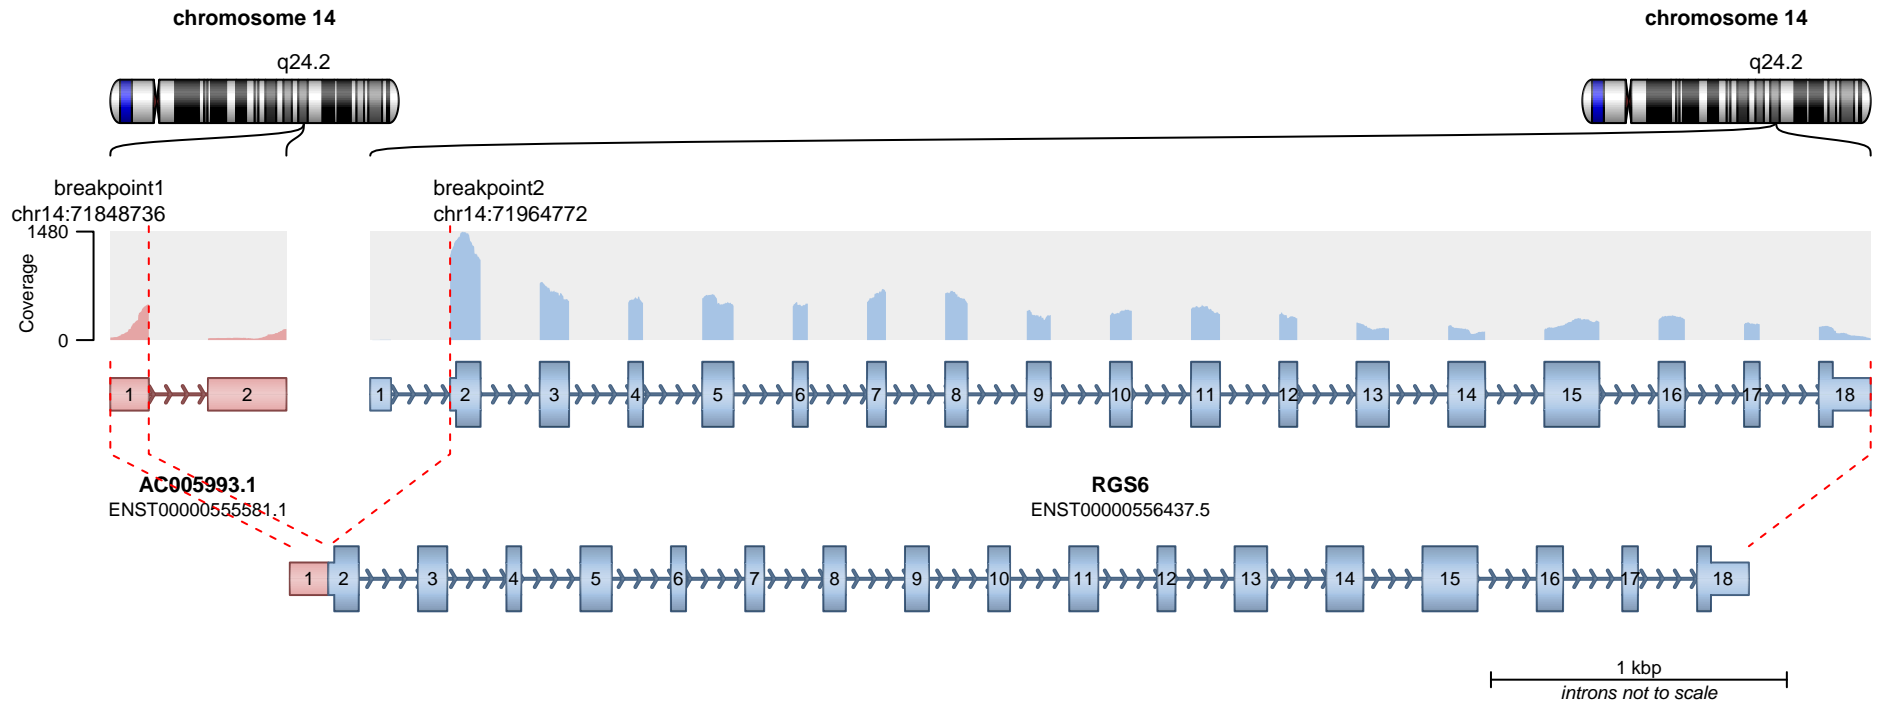 chromosome 14
chromosome 14
q24.2
q24.2
breakpoint1
chr14:71848736
breakpoint2
chr14:71964772
1480
Coverage
0
1 2
1 2 3 4 5 6 7 8 9 10 11 12 13 14 15 16 17 18
AC005993.1
ENST00000555581.1
RGS6
ENST00000556437.5
1 2 3 4 5 6 7 8 9 10 11 12 13 14 15 16 17 18
1 kbp
introns not to scale